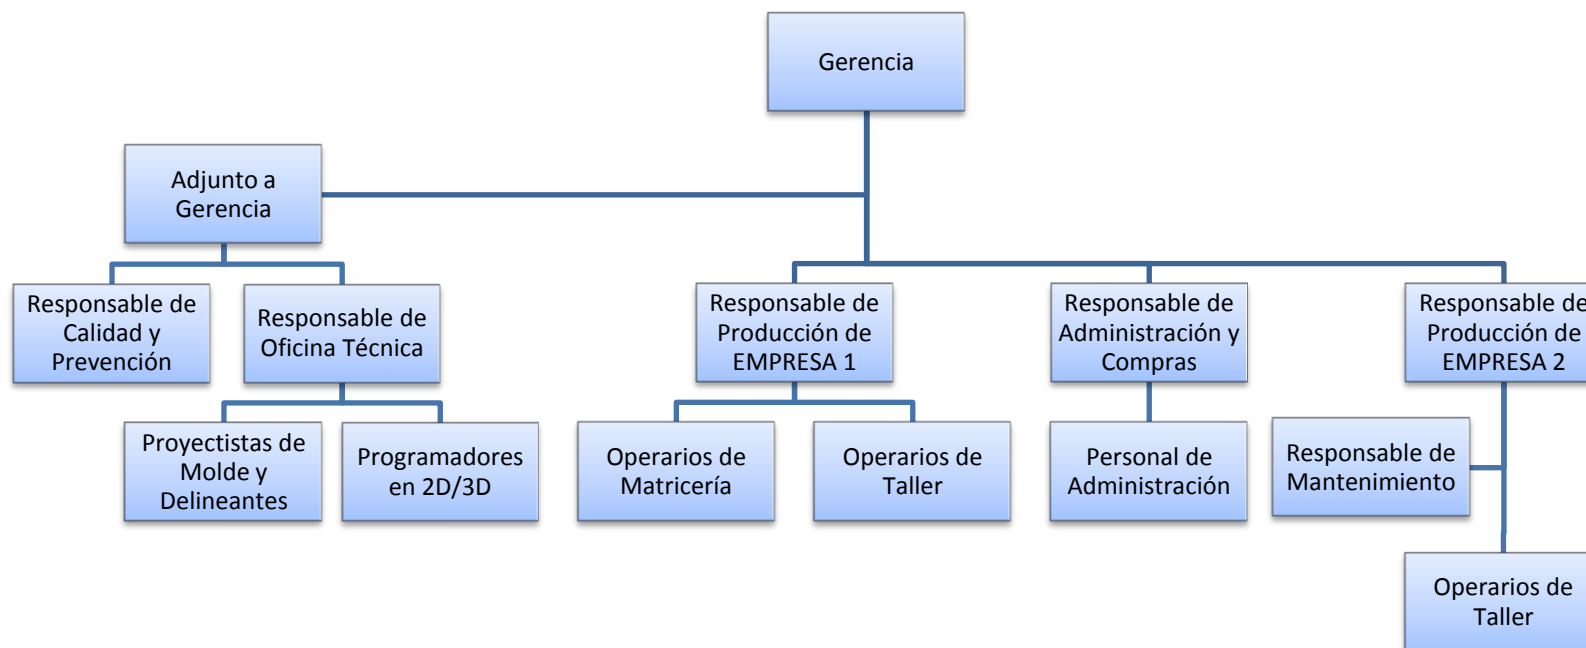 Gerencia
Adjunto a
Gerencia
Responsable de
Calidad y
Prevención
Responsable de
Oficina Técnica
Responsable de
Producción de
EMPRESA 1
Responsable de
Administración y
Compras
Responsable de
Producción de
EMPRESA 2
Proyectistas de
Molde y
Delineantes
Programadores
en 2D/3D
Operarios de
Matricería
Operarios de
Taller
Personal de
Administración
Responsable de
Mantenimiento
Operarios de
Taller